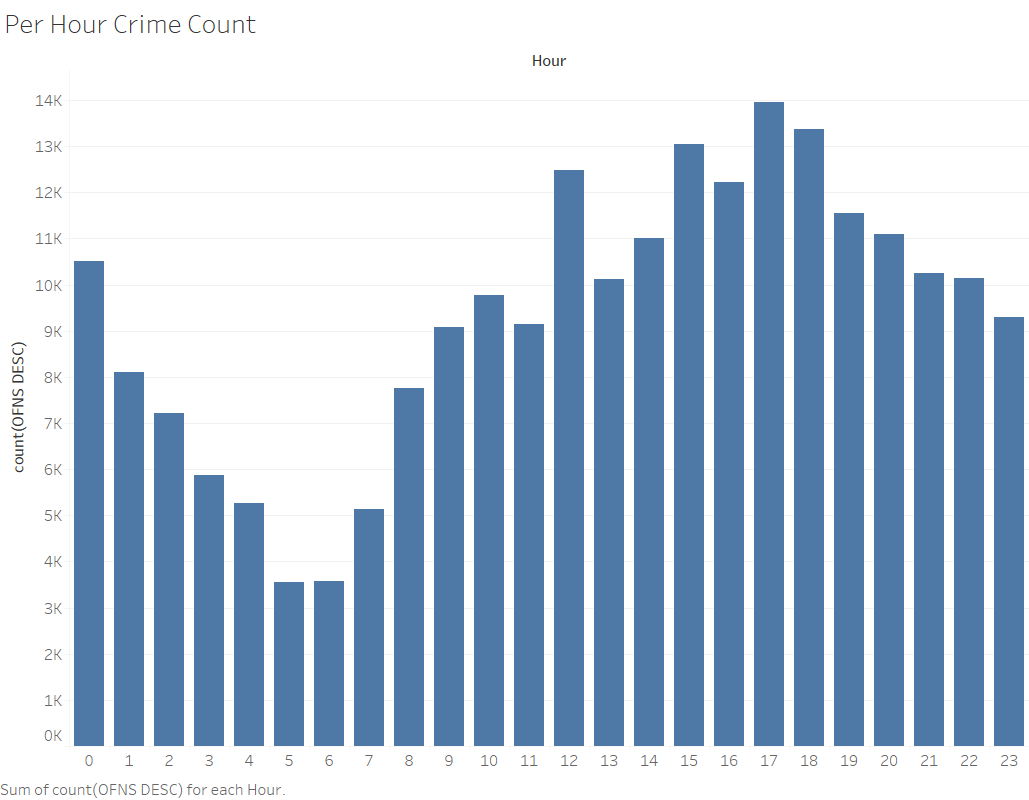 Per Hour Crime Count
Hour
14K
13K
12K
11K
10K
9K
8K
7K
6K
5K
4K
3K
2K
1K
0K
count(OFNS DESC)
0 1 2 3 4 5 6 7 8 9 10 11 12 13 14 15 16 17 18 19 20 21 22 23
Sum of count(OFNS DESC) for each Hour.